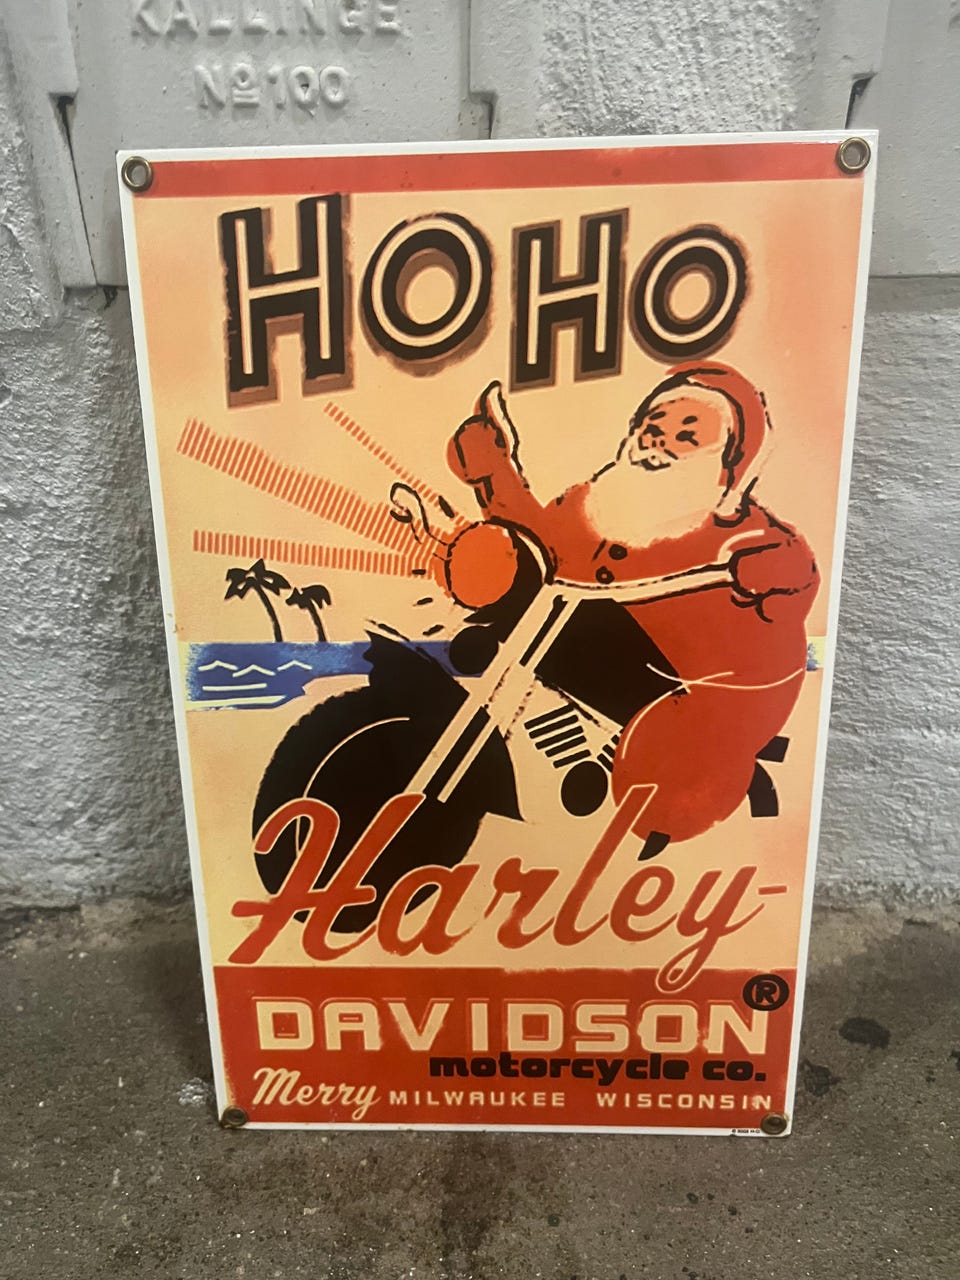 KALLINGE
Nº100
HOHO
Harley-
DAVIDSON®
motorcycle co.
Merry MILWAUKEE WISCONSIN